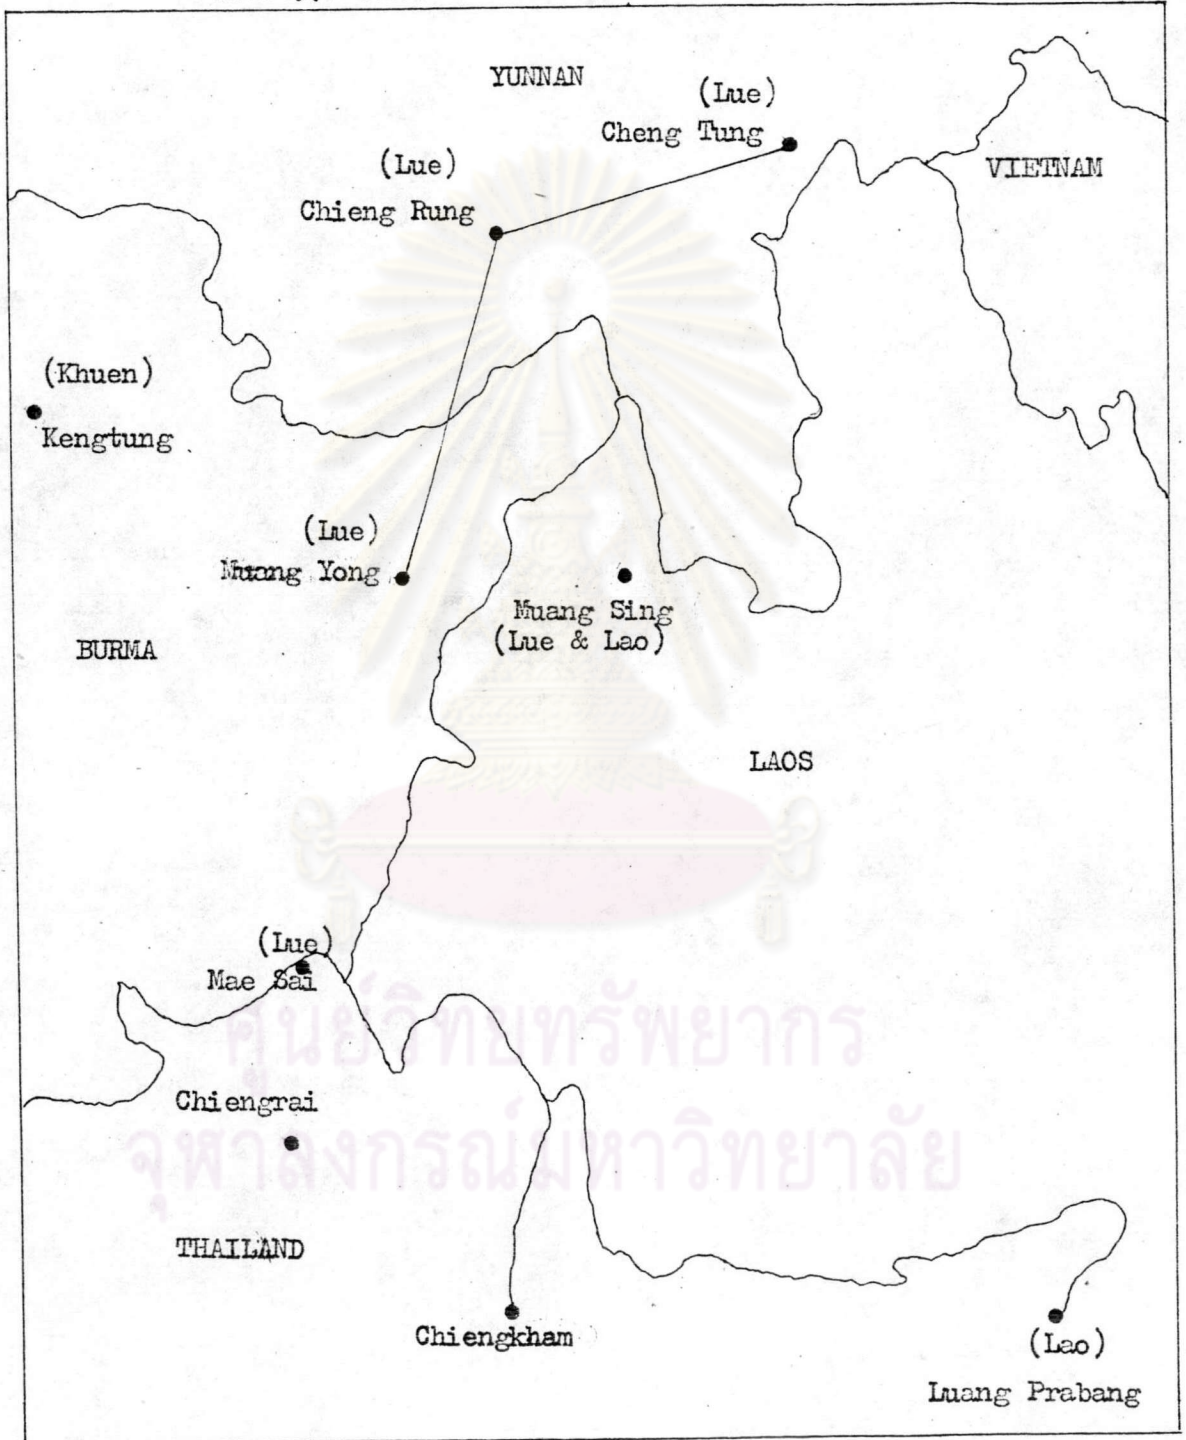 YUNNAN
(Lue)
Cheng Tung
(Lue)
VIETNAM
Chieng Rung
(Khuen)
Kengtung
(Lue)
Muang Yong
Muang Sing
(Lue & Lao)
BURMA
LAOS
(Lue)
Mae Sai
ศูนย์วิทยทรัพยากร
Chiengrai
จุฬาลงกรณ์มหาวิทยาลัย
THAILAND
Chiengkham
(Lao)
Luang Prabang